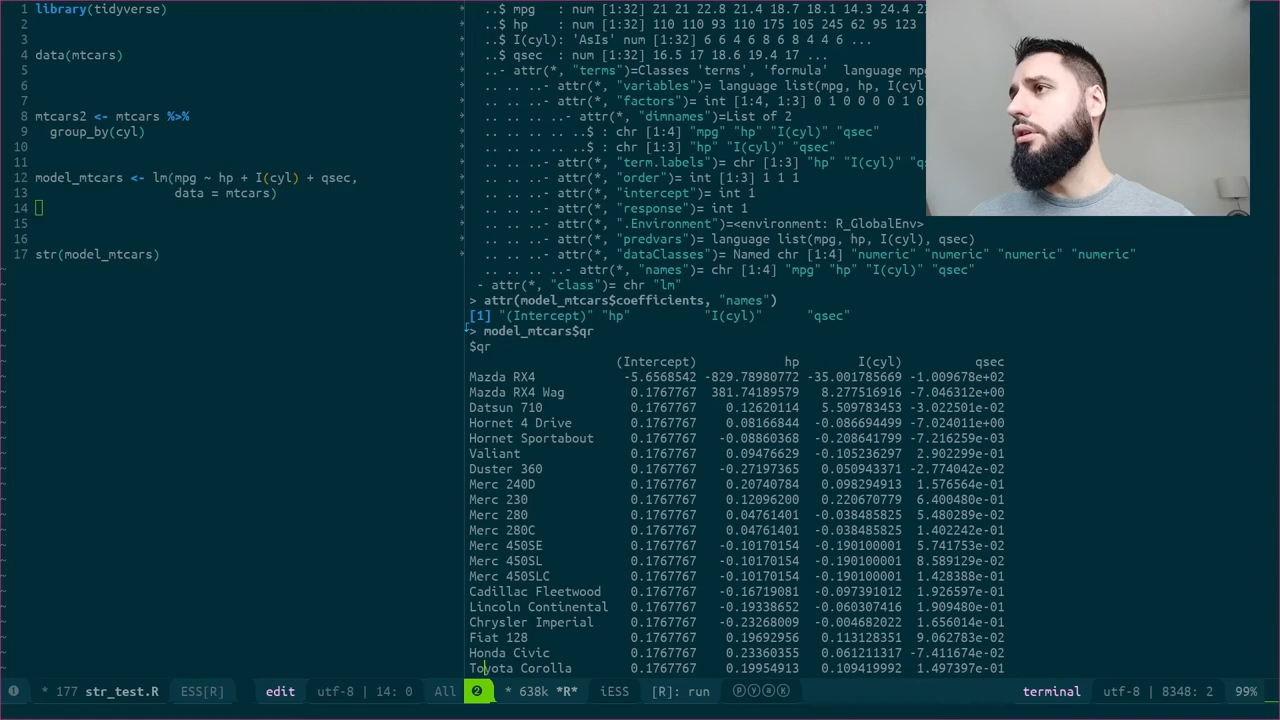 1 library(tidyverse)
2
3
4 data(mtcars)
5
6
7
8 mtcars2 <- mtcars %>%
9   group_by(cyl)
10
11
12 model_mtcars <- lm(mpg ~ hp + I(cyl) + qsec,
13                    data = mtcars)
14
15
16
17 str(model_mtcars)
..$ mpg   : num [1:32] 21 21 22.8 21.4 18.7 18.1 14.3 24.4 22
..$ hp    : num [1:32] 110 110 93 110 175 105 245 62 95 123
..$ I(cyl): 'AsIs' num [1:32] 6 6 4 6 8 6 8 4 4 6 ...
..$ qsec  : num [1:32] 16.5 17 18.6 19.4 17 ...
..- attr(*, "terms")=Classes 'terms', 'formula'  language mpg
.. ..- attr(*, "variables")= language list(mpg, hp, I(cyl
.. ..- attr(*, "factors")= int [1:4, 1:3] 0 1 0 0 0 0 1 0
.. .. ..- attr(*, "dimnames")=List of 2
.. .. .. ..$ : chr [1:4] "mpg" "hp" "I(cyl)" "qsec"
.. .. .. ..$ : chr [1:3] "hp" "I(cyl)" "qsec"
.. ..- attr(*, "term.labels")= chr [1:3] "hp" "I(cyl)"
.. ..- attr(*, "order")= int [1:3] 1 1 1
.. ..- attr(*, "intercept")= int 1
.. ..- attr(*, "response")= int 1
.. ..- attr(*, ".Environment")=<environment: R_GlobalEnv>
.. ..- attr(*, "predvars")= language list(mpg, hp, I(cyl), qsec)
.. ..- attr(*, "dataClasses")= Named chr [1:4] "numeric" "numeric" "numeric" "numeric"
.. .. ..- attr(*, "names")= chr [1:4] "mpg" "hp" "I(cyl)" "qsec"
- attr(*, "class")= chr "lm"
> attr(model_mtcars$coefficients, "names")
[1] "(Intercept)" "hp"          "I(cyl)"      "qsec"
> model_mtcars$qr
$qr
(Intercept) hp I(cyl) qsec
Mazda RX4 -5.6568542 -829.78980772 -35.001785669 -1.009678e+02
Mazda RX4 Wag 0.1767767 381.74189579 8.277516916 -7.046312e+00
Datsun 710 0.1767767 0.12620114 5.509783453 -3.022501e-02
Hornet 4 Drive 0.1767767 0.08166844 -0.086694499 -7.024011e+00
Hornet Sportabout 0.1767767 -0.08860368 -0.208641799 -7.216259e-03
Valiant 0.1767767 0.09476629 -0.105236297 2.902299e-01
Duster 360 0.1767767 -0.27197365 0.050943371 -2.774042e-02
Merc 240D 0.1767767 0.20740784 0.098294913 1.576564e-01
Merc 230 0.1767767 0.12096200 0.220670779 6.400480e-01
Merc 280 0.1767767 0.04761401 -0.038485825 5.480289e-02
Merc 280C 0.1767767 0.04761401 -0.038485825 1.402242e-01
Merc 450SE 0.1767767 -0.10170154 -0.190100001 5.741753e-02
Merc 450SL 0.1767767 -0.10170154 -0.190100001 8.589129e-02
Merc 450SLC 0.1767767 -0.10170154 -0.190100001 1.428388e-01
Cadillac Fleetwood 0.1767767 -0.16719081 -0.097391012 1.926597e-01
Lincoln Continental 0.1767767 -0.19338652 -0.060307416 1.909480e-01
Chrysler Imperial 0.1767767 -0.23268009 -0.004682022 1.656014e-01
Fiat 128 0.1767767 0.19692956 0.113128351 9.062783e-02
Honda Civic 0.1767767 0.23360355 0.061211317 -7.411674e-02
Toyota Corolla 0.1767767 0.19954913 0.109419992 1.497397e-01
1 * 177 str_test.R ESS[R] edit utf-8 | 14: 0 All
2 * 638k *R* iESS [R]: run ⓟⓨⓐⓚ terminal utf-8 | 8348: 2 99%